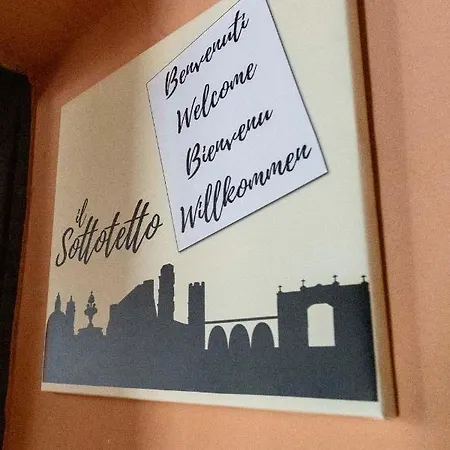 Benvenuti
Welcome
Bienvenu
Willkommen
il
Sottotetto